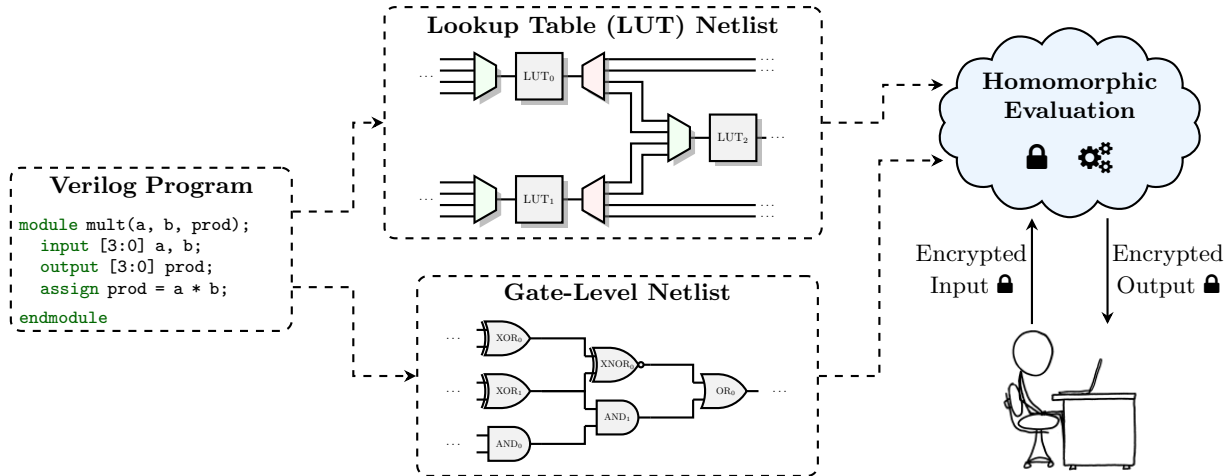 Lookup Table (LUT) Netlist
LUT₀
LUT₂
LUT₁
Verilog Program
module mult(a, b, prod);
input [3:0] a, b;
output [3:0] prod;
assign prod = a * b;
endmodule
Gate-Level Netlist
XOR₀
XNOR₀
XOR₁
OR₀
AND₁
AND₀
Homomorphic
Evaluation
Encrypted
Input
Encrypted
Output